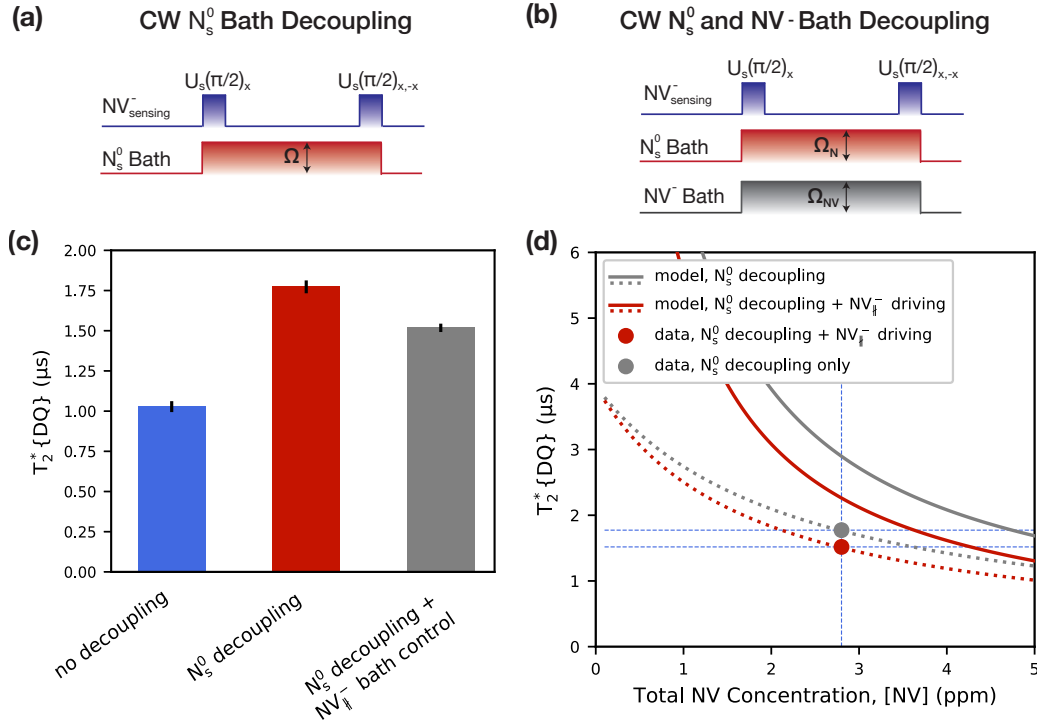 (a) CW N⁰ₛ Bath Decoupling
Uₛ(π/2)ₓ Uₛ(π/2)ₓ,₋ₓ
NV⁻sensing
N⁰ₛ Bath
Ω
(b) CW N⁰ₛ and NV - Bath Decoupling
Uₛ(π/2)ₓ Uₛ(π/2)ₓ,₋ₓ
NV⁻sensing
N⁰ₛ Bath
Ω_N
NV⁻ Bath
Ω_NV
(c)
T₂* {DQ} (μs)
2.00
1.75
1.50
1.25
1.00
0.75
0.50
0.25
0.00
no decoupling
N⁰ₛ decoupling
N⁰ₛ decoupling +
NV⁻∦ bath control
(d)
T₂* {DQ} (μs)
6
5
4
3
2
1
0
model, N⁰ₛ decoupling
model, N⁰ₛ decoupling + NV⁻∦ driving
data, N⁰ₛ decoupling + NV⁻∦ driving
data, N⁰ₛ decoupling only
0 1 2 3 4 5
Total NV Concentration, [NV] (ppm)